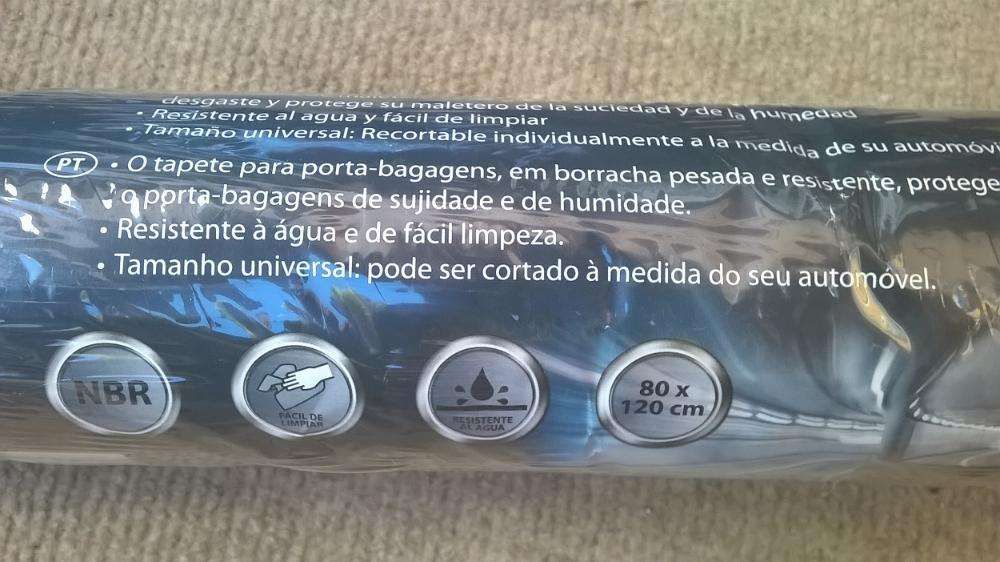 desgaste y protege su maletero de la suciedad y de la humedad
• Resistente al agua y fácil de limpiar
• Tamaño universal: Recortable individualmente a la medida de su automóvi
PT • O tapete para porta-bagagens, em borracha pesada e resistente, protege
o porta-bagagens de sujidade e de humidade.
• Resistente à água e de fácil limpeza.
• Tamanho universal: pode ser cortado à medida do seu automóvel.
NBR
FÁCIL DE
LIMPIAR
RESISTENTE
AL AGUA
80 x
120 cm